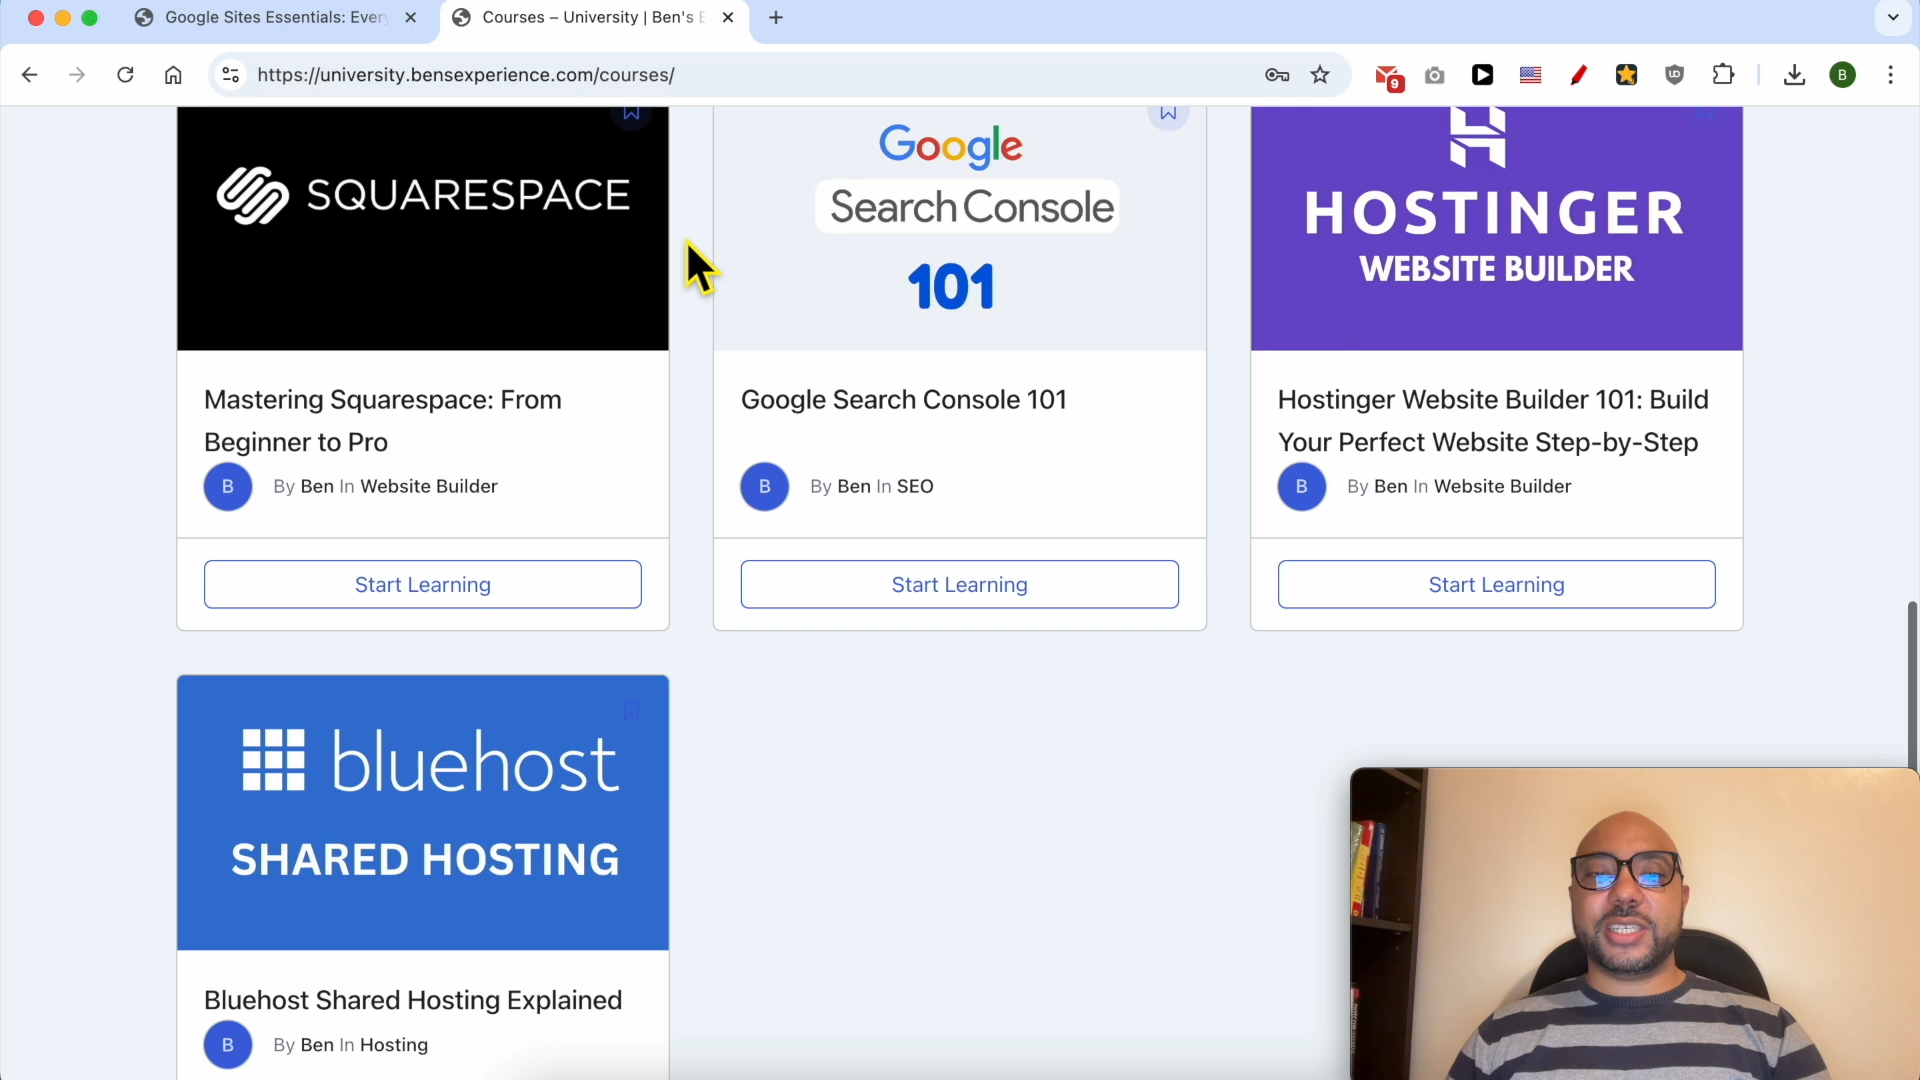 Google Sites Essentials: Every
Courses – University | Ben's E
https://university.bensexperience.com/courses/
9
B
SQUARESPACE
Google
Search Console
101
HOSTINGER
WEBSITE BUILDER
Mastering Squarespace: From
Beginner to Pro
B
By Ben In Website Builder
Start Learning
Google Search Console 101
B
By Ben In SEO
Start Learning
Hostinger Website Builder 101: Build
Your Perfect Website Step-by-Step
B
By Ben In Website Builder
Start Learning
bluehost
SHARED HOSTING
Bluehost Shared Hosting Explained
B
By Ben In Hosting